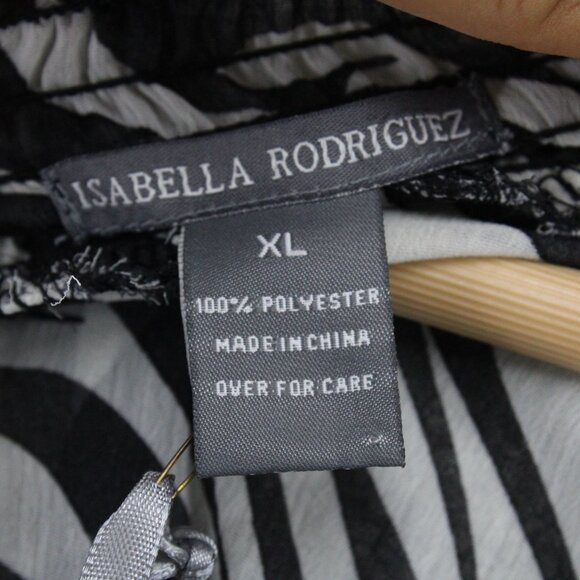 ISABELLA RODRIGUEZ
XL
100% POLYESTER
MADE IN CHINA
OVER FOR CARE